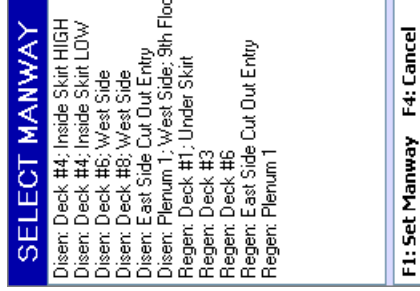 SELECT MANWAY
Disen: Deck #4; Inside Skirt HIGH
Disen: Deck #4; Inside Skirt LOW
Disen: Deck #6; West Side
Disen: Deck #8; West Side
Disen: East Side Cut Out Entry
Disen: Plenum 1; West Side; 9th Floo
Regen: Deck #1; Under Skirt
Regen: Deck #3
Regen: Deck #6
Regen: East Side Cut Out Entry
Regen: Plenum 1
F1: Set Manway F4: Cancel